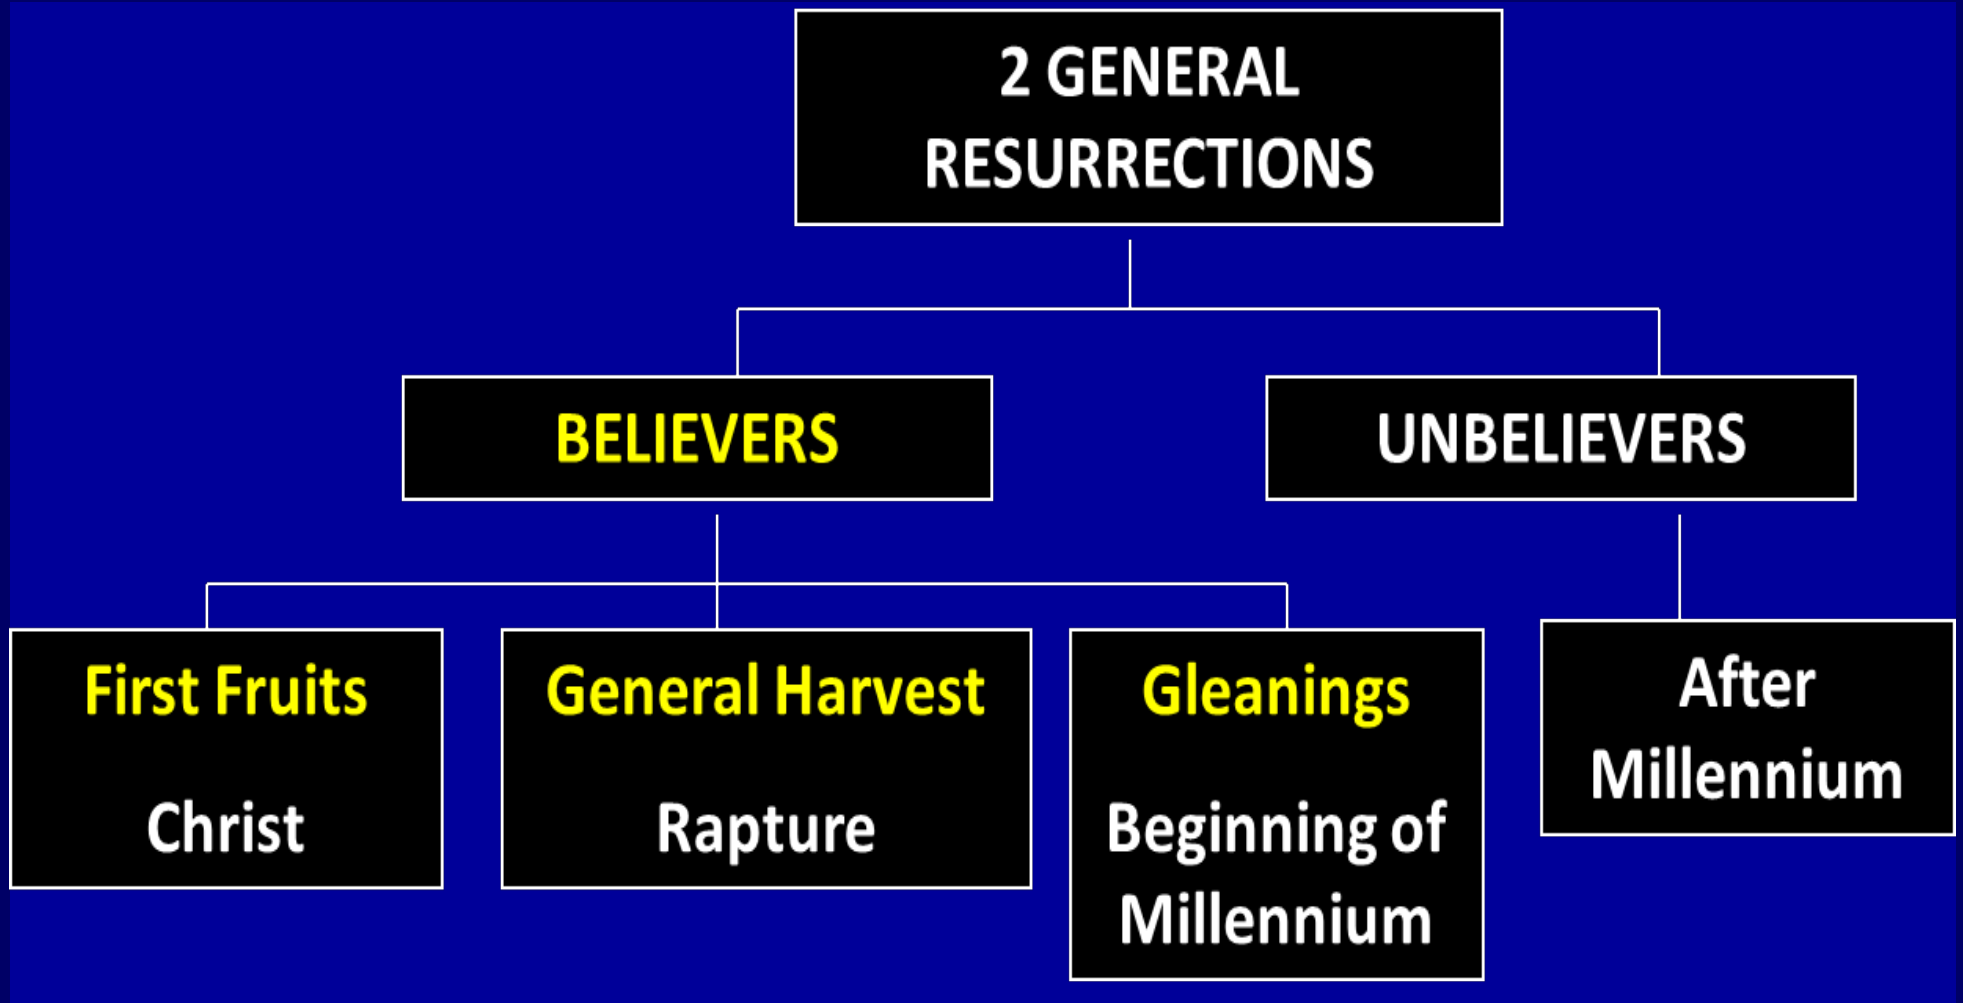 2 GENERAL
RESURRECTIONS
BELIEVERS
UNBELIEVERS
First Fruits
Christ
General Harvest
Rapture
Gleanings
Beginning of
Millennium
After
Millennium